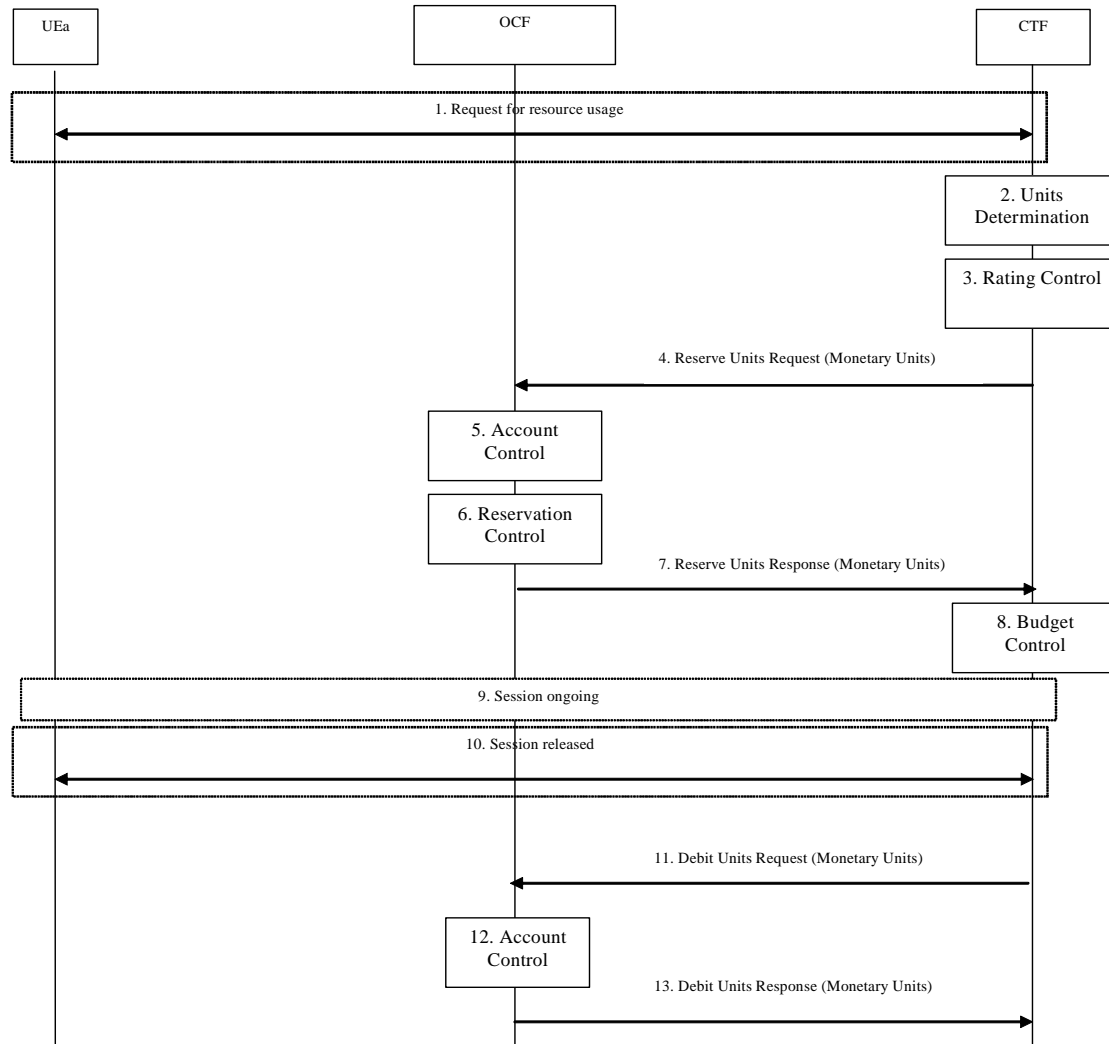 UEa
OCF
CTF
1. Request for resource usage
2. Units
Determination
3. Rating Control
4. Reserve Units Request (Monetary Units)
5. Account
Control
6. Reservation
Control
7. Reserve Units Response (Monetary Units)
8. Budget
Control
9. Session ongoing
10. Session released
11. Debit Units Request (Monetary Units)
12. Account
Control
13. Debit Units Response (Monetary Units)